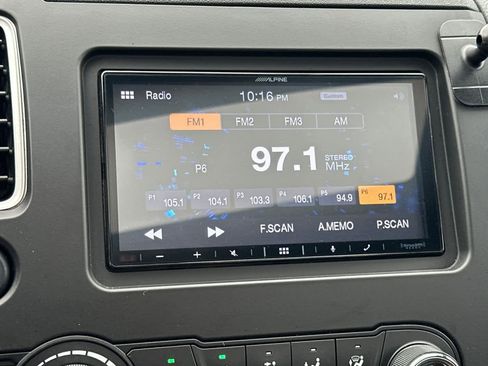 ALPINE
Radio 10:16 PM Custom
FM1 FM2 FM3 AM
P6 97.1 STEREO
MHz
P1 105.1 P2 104.1 P3 103.3 P4 106.1 P5 94.9 P6 97.1
F.SCAN A.MEMO P.SCAN